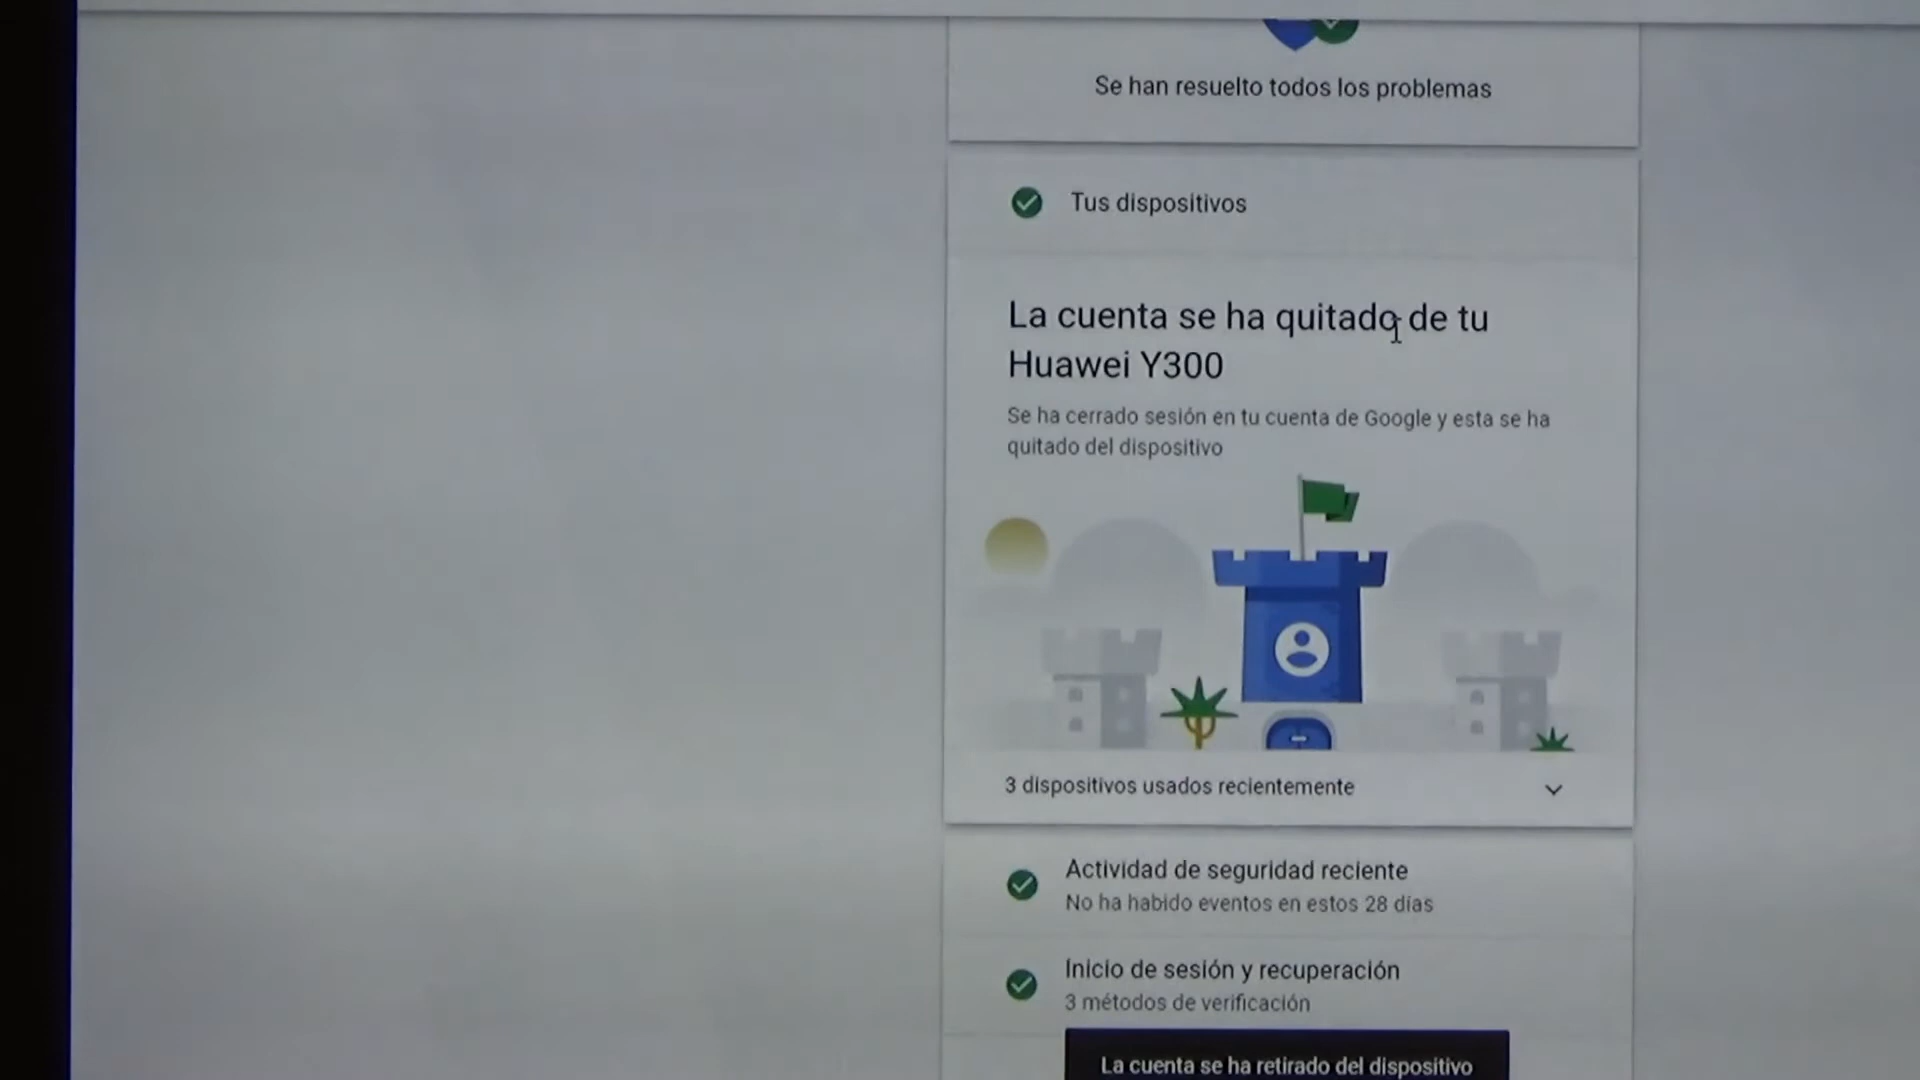 Se han resuelto todos los problemas
Tus dispositivos
La cuenta se ha quitado de tu
Huawei Y300
Se ha cerrado sesión en tu cuenta de Google y esta se ha
quitado del dispositivo
3 dispositivos usados recientemente
Actividad de seguridad reciente
No ha habido eventos en estos 28 días
Inicio de sesión y recuperación
3 métodos de verificación
La cuenta se ha retirado del dispositivo